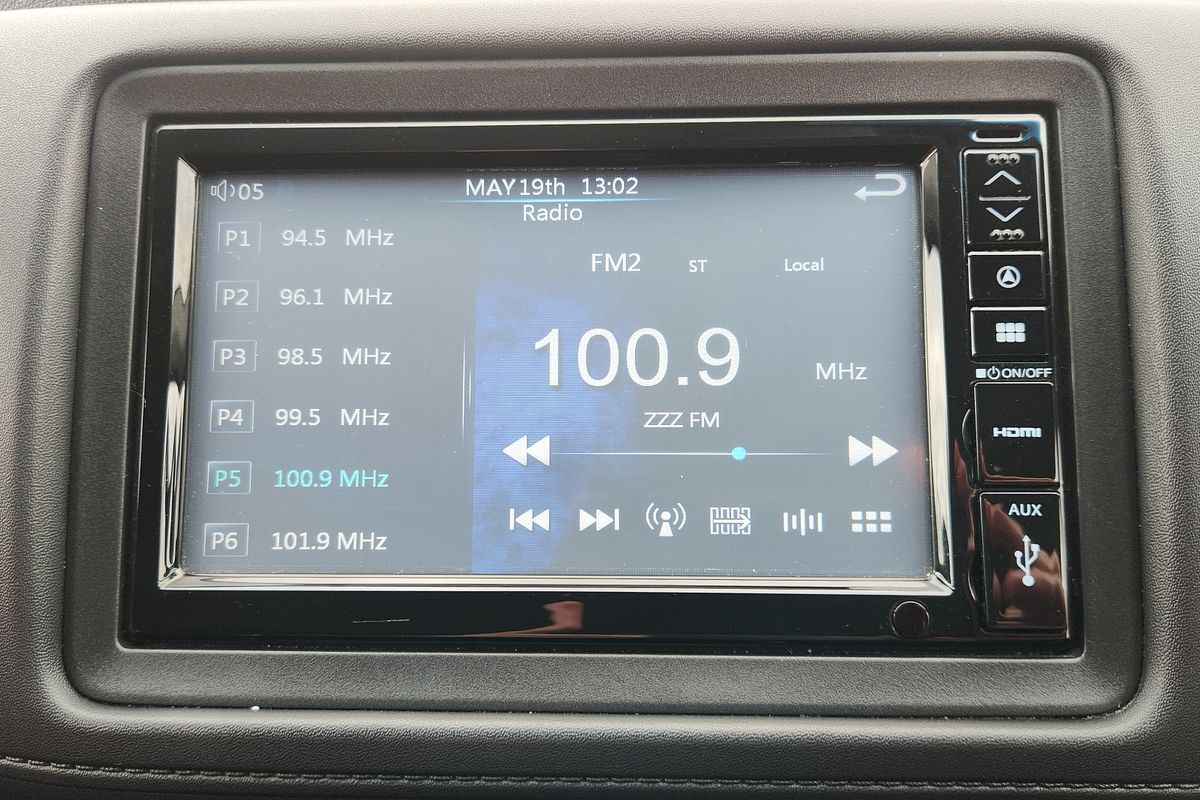 05
MAY 19th 13:02
Radio
P1 94.5 MHz
P2 96.1 MHz
P3 98.5 MHz
P4 99.5 MHz
P5 100.9 MHz
P6 101.9 MHz
FM2 ST Local
100.9 MHz
ZZZ FM
ON/OFF
HDMI
AUX